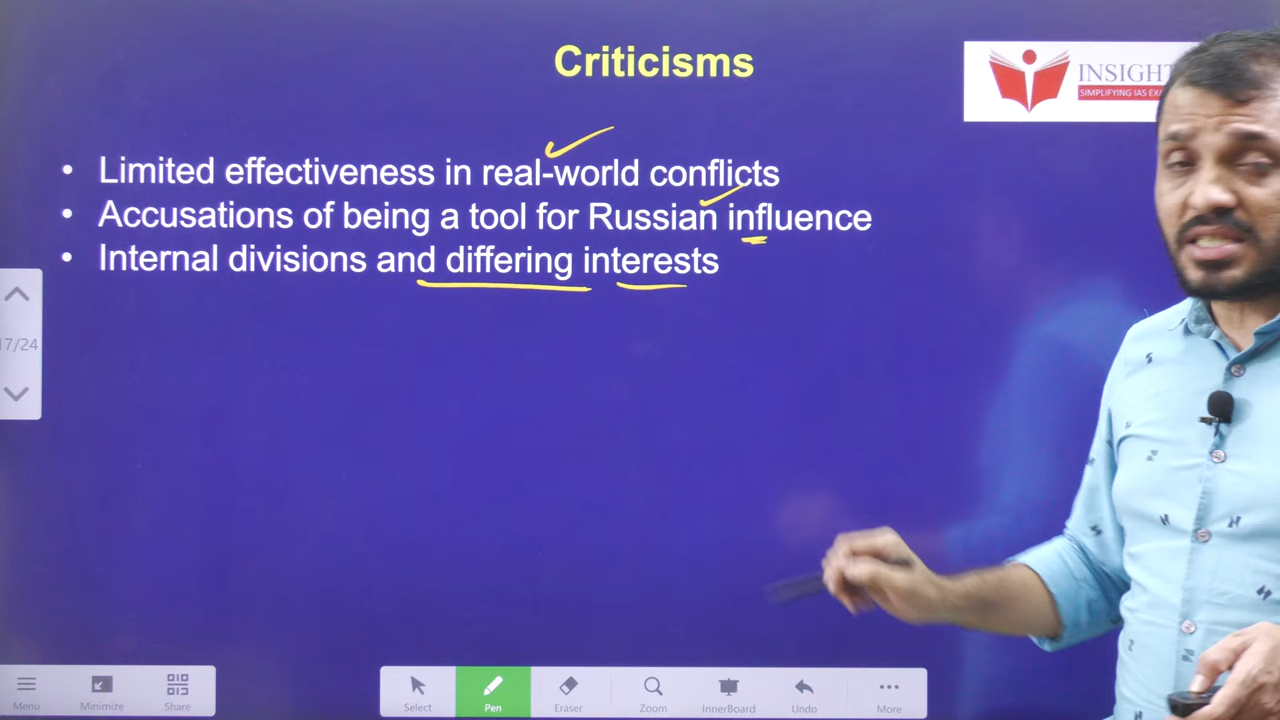 Criticisms
INSIGHT
SIMPLIFYING IAS EX
• Limited effectiveness in real-world conflicts
• Accusations of being a tool for Russian influence
• Internal divisions and differing interests
17/24
Menu
Minimize
Share
Select
Pen
Eraser
Zoom
InnerBoard
Undo
More